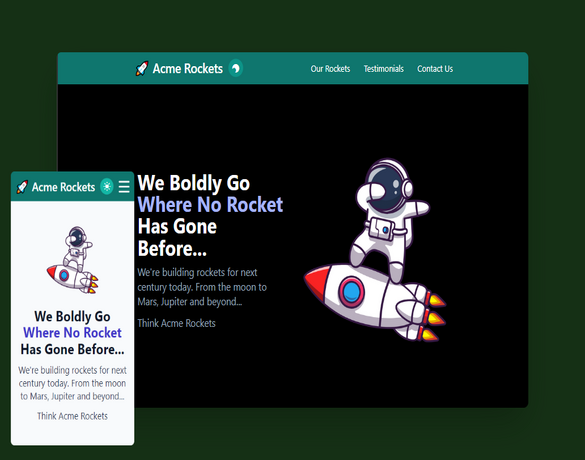 Acme Rockets
Our Rockets Testimonials Contact Us
We Boldly Go
Where No Rocket
Has Gone
Before...
We're building rockets for next
century today. From the moon to
Mars, Jupiter and beyond...
Think Acme Rockets
Acme Rockets
We Boldly Go
Where No Rocket
Has Gone Before...
We're building rockets for next
century today. From the moon
to Mars, Jupiter and beyond...
Think Acme Rockets